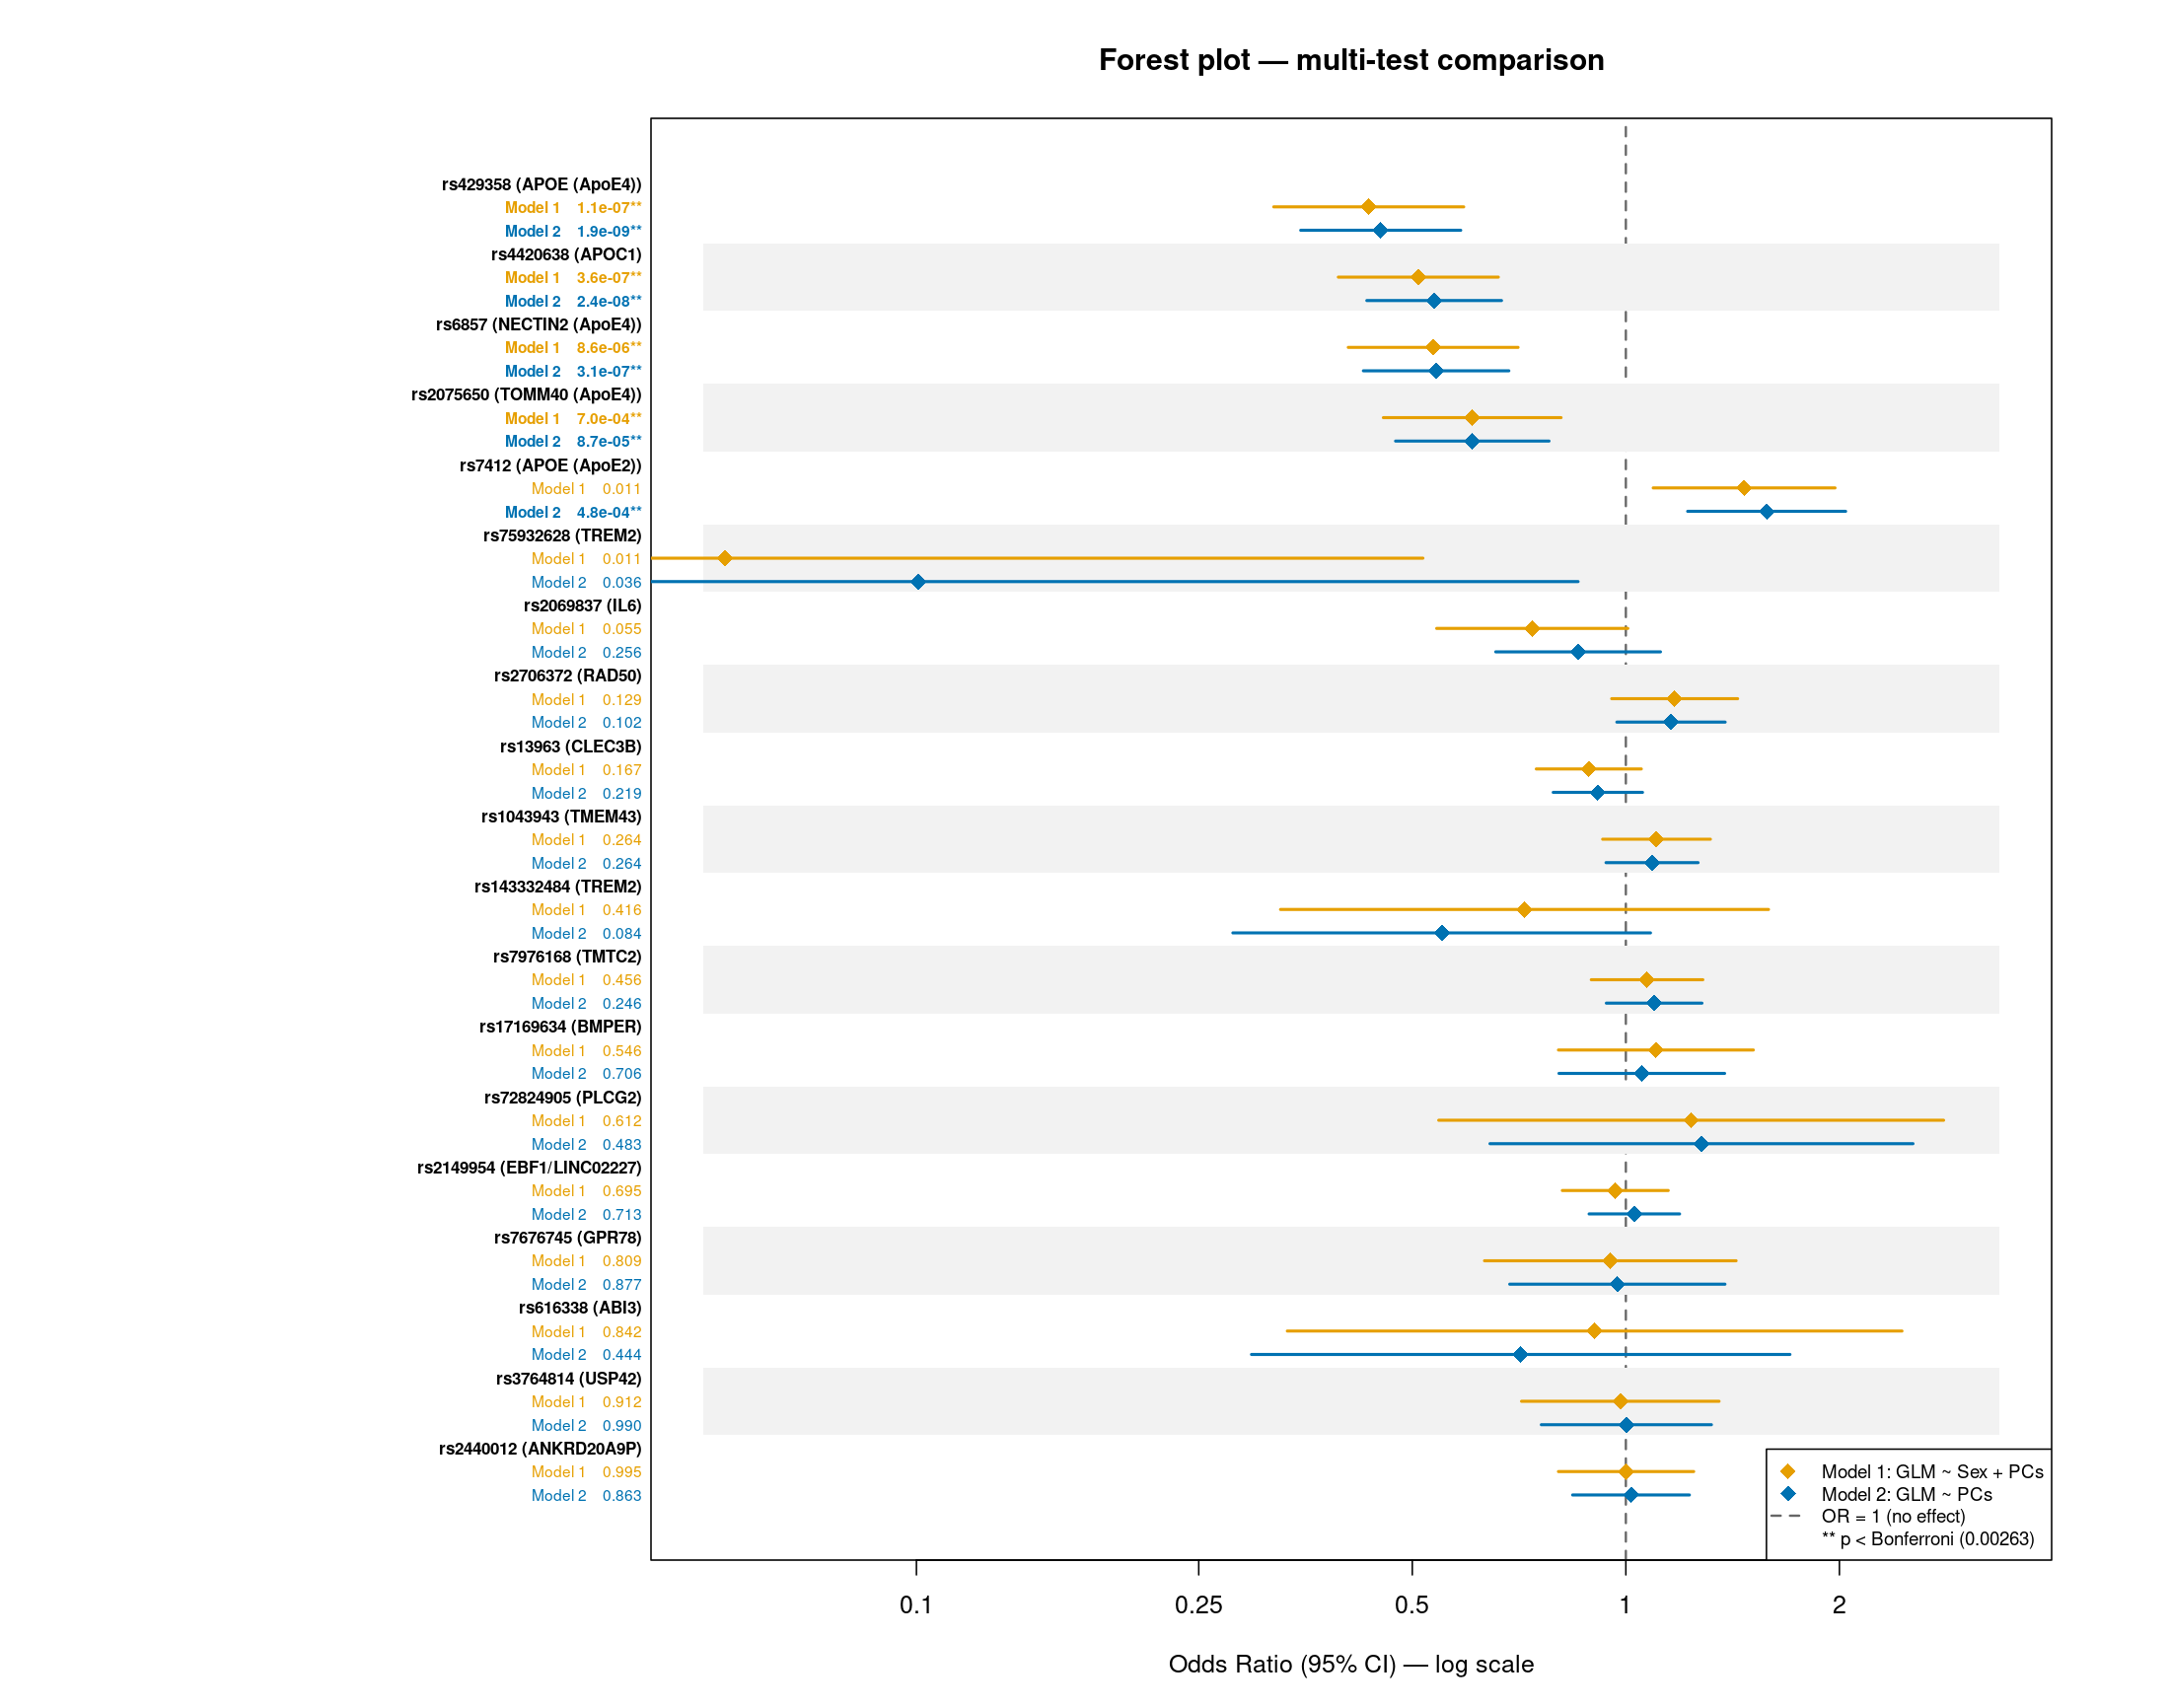 Forest plot — multi-test comparison
rs429358 (APOE (ApoE4))
Model 1 1.1e-07**
Model 2 1.9e-09**
rs4420638 (APOC1)
Model 1 3.6e-07**
Model 2 2.4e-08**
rs6857 (NECTIN2 (ApoE4))
Model 1 8.6e-06**
Model 2 3.1e-07**
rs2075650 (TOMM40 (ApoE4))
Model 1 7.0e-04**
Model 2 8.7e-05**
rs7412 (APOE (ApoE2))
Model 1 0.011
Model 2 4.8e-04**
rs75932628 (TREM2)
Model 1 0.011
Model 2 0.036
rs2069837 (IL6)
Model 1 0.055
Model 2 0.256
rs2706372 (RAD50)
Model 1 0.129
Model 2 0.102
rs13963 (CLEC3B)
Model 1 0.167
Model 2 0.219
rs1043943 (TMEM43)
Model 1 0.264
Model 2 0.264
rs143332484 (TREM2)
Model 1 0.416
Model 2 0.084
rs7976168 (TMTC2)
Model 1 0.456
Model 2 0.246
rs17169634 (BMPER)
Model 1 0.546
Model 2 0.706
rs72824905 (PLCG2)
Model 1 0.612
Model 2 0.483
rs2149954 (EBF1/LINC02227)
Model 1 0.695
Model 2 0.713
rs7676745 (GPR78)
Model 1 0.809
Model 2 0.877
rs616338 (ABI3)
Model 1 0.842
Model 2 0.444
rs3764814 (USP42)
Model 1 0.912
Model 2 0.990
rs2440012 (ANKRD20A9P)
Model 1 0.995
Model 2 0.863
Model 1: GLM ~ Sex + PCs
Model 2: GLM ~ PCs
OR = 1 (no effect)
** p < Bonferroni (0.00263)
0.1 0.25 0.5 1 2
Odds Ratio (95% CI) — log scale